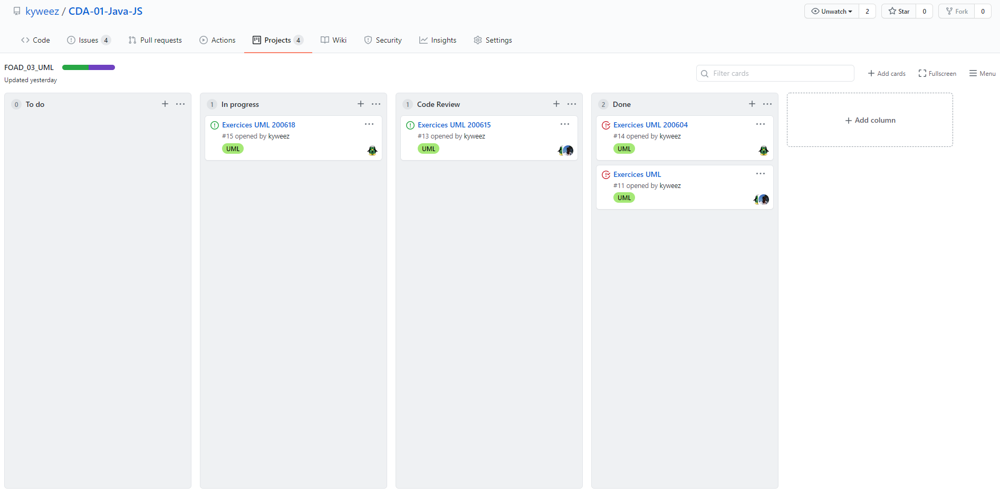 kyweez / CDA-01-Java-JS
Unwatch 2 Star 0 Fork 0
Code Issues 4 Pull requests Actions Projects 4 Wiki Security Insights Settings
FOAD_03_UML
Updated yesterday
Filter cards
Add cards Fullscreen Menu
0 To do
1 In progress
Exercices UML 200618
#15 opened by kyweez
UML
1 Code Review
Exercices UML 200615
#13 opened by kyweez
UML
2 Done
Exercices UML 200604
#14 opened by kyweez
UML
Exercices UML
#11 opened by kyweez
UML
Add column